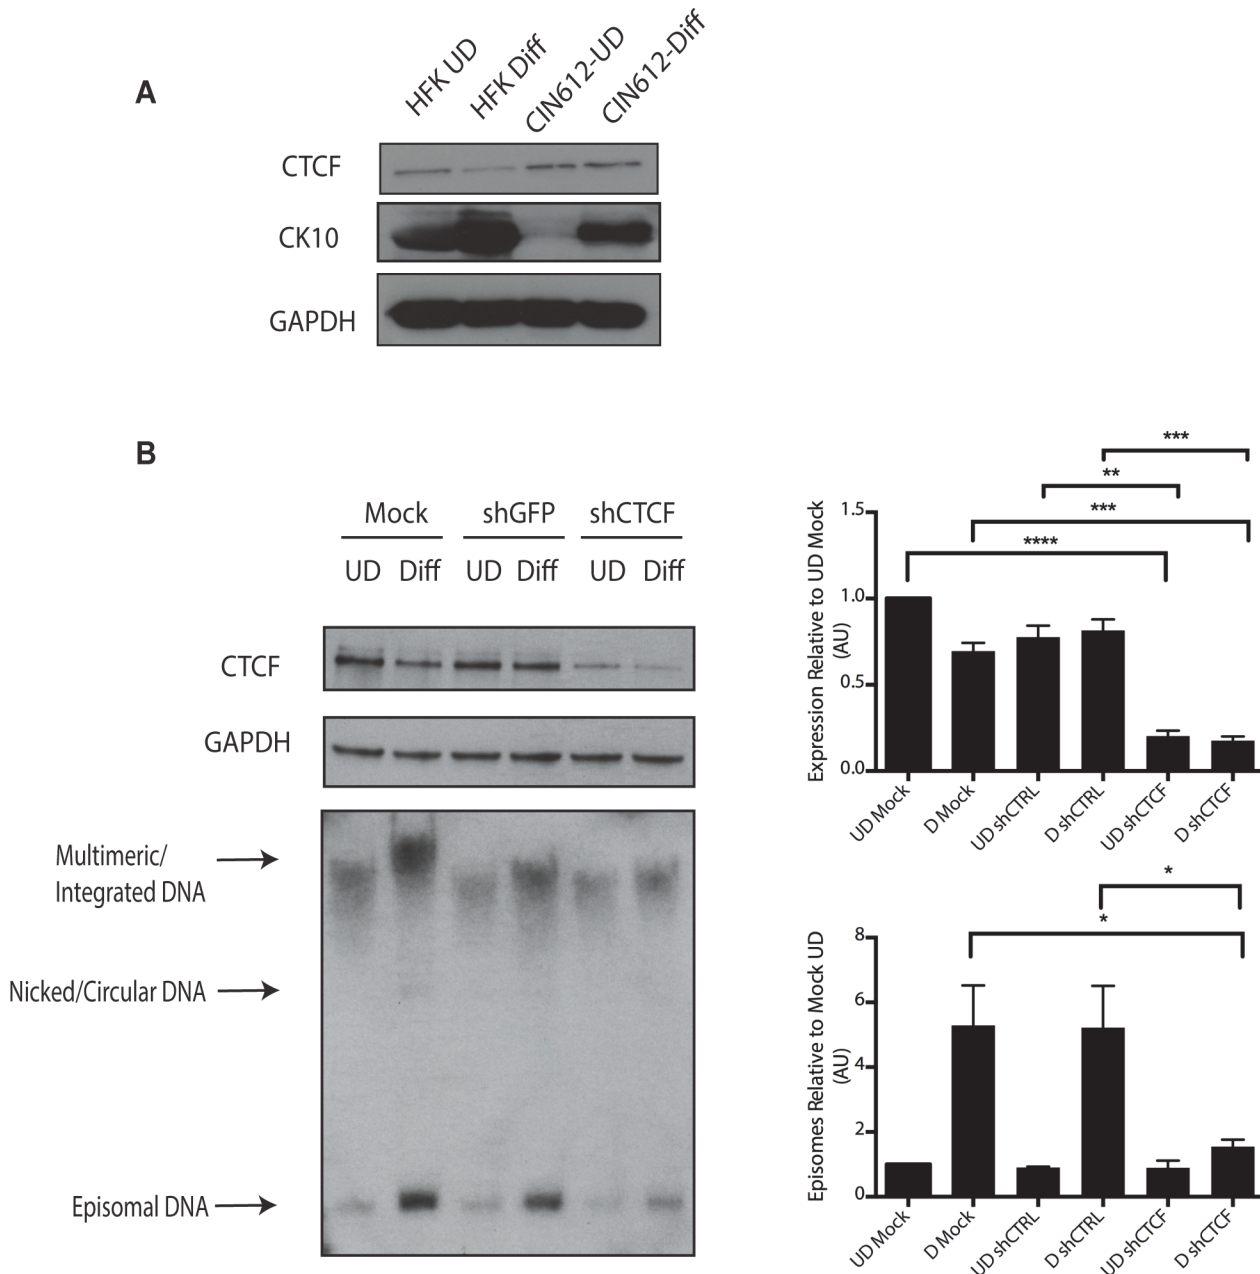 A
HFK UD
HFK Diff
CIN612-UD
CIN612-Diff
CTCF
CK10
GAPDH
B
Mock
shGFP
shCTCF
UD
Diff
UD
Diff
UD
Diff
CTCF
GAPDH
Multimeric/
Integrated DNA
Nicked/Circular DNA
Episomal DNA
***
**
***
****
Expression Relative to UD Mock
(AU)
1.5
1.0
0.5
0.0
UD Mock
D Mock
UD shCTRL
D shCTRL
UD shCTCF
D shCTCF
*
*
Episomes Relative to Mock UD
(AU)
8
6
4
2
0
UD Mock
D Mock
UD shCTRL
D shCTRL
UD shCTCF
D shCTCF